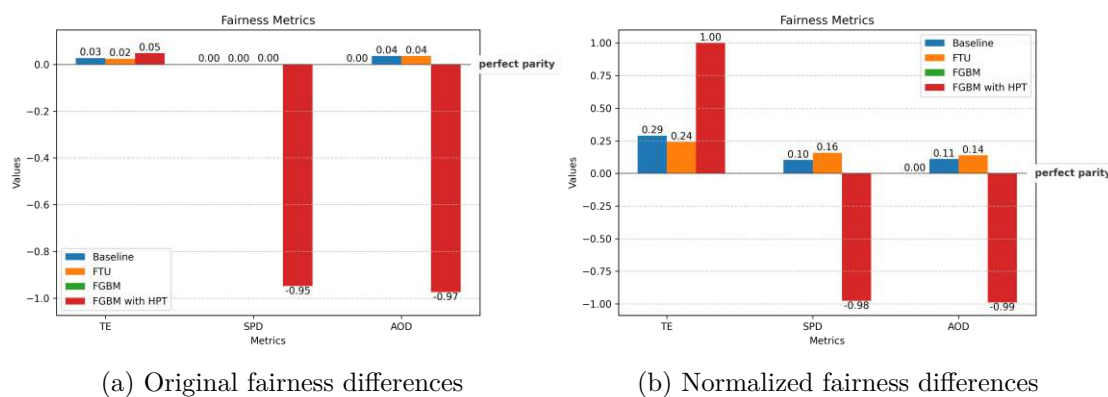 Fairness Metrics
0.03 0.02 0.05
0.00 0.00 0.00
0.00 0.04 0.04
perfect parity
0.0
−0.2
−0.4
−0.6
−0.8
−1.0
Values
-0.95
-0.97
Baseline
FTU
FGBM
FGBM with HPT
TE SPD AOD
Metrics
(a) Original fairness differences
Fairness Metrics
1.00
0.75
0.50
0.25
0.00
−0.25
−0.50
−0.75
−1.00
Values
1.00
0.29 0.24
0.10 0.16
0.00 0.11 0.14
perfect parity
-0.98
-0.99
Baseline
FTU
FGBM
FGBM with HPT
TE SPD AOD
Metrics
(b) Normalized fairness differences